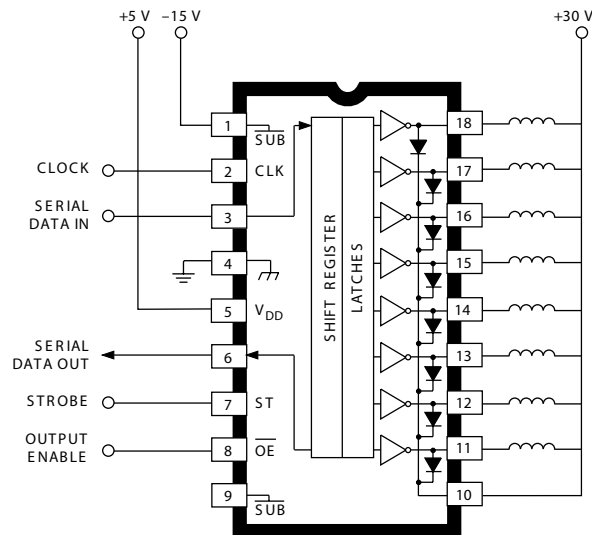 +5 V –15 V +30 V
1 SUB 18
CLOCK 2 CLK 17
SERIAL
DATA IN 3 16
4 15
5 VDD 14
SERIAL
DATA OUT 6 13
STROBE 7 ST 12
OUTPUT
ENABLE 8 OE 11
9 SUB 10
SHIFT REGISTER
LATCHES